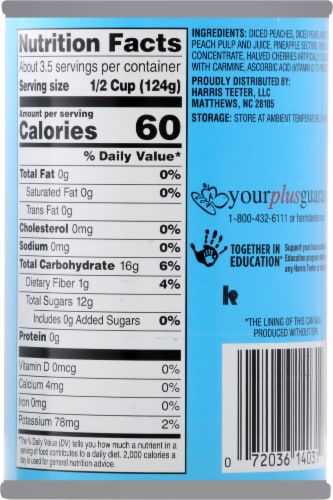 Nutrition Facts
About 3.5 servings per container
Serving size 1/2 Cup (124g)
Amount per serving
Calories 60
% Daily Value*
Total Fat 0g 0%
Saturated Fat 0g 0%
Trans Fat 0g
Cholesterol 0mg 0%
Sodium 0mg 0%
Total Carbohydrate 16g 6%
Dietary Fiber 1g 4%
Total Sugars 12g
Includes 0g Added Sugars 0%
Protein 0g
Vitamin D 0mcg 0%
Calcium 4mg 0%
Iron 0mg 0%
Potassium 78mg 2%
*The % Daily Value (DV) tells you how much a nutrient in a
serving of food contributes to a daily diet. 2,000 calories a
day is used for general nutrition advice.
INGREDIENTS: DICED PEACHES, DICED PEARS,
PEACH PULP AND JUICE, PINEAPPLE SECTIONS,
CONCENTRATE, HALVED CHERRIES ARTIFICIALLY
WITH CARMINE, ASCORBIC ACID (VITAMIN C)
PROUDLY DISTRIBUTED BY:
HARRIS TEETER, LLC
MATTHEWS, NC 28105
STORAGE: STORE AT AMBIENT TEMPERATURE,
yourplusguara
1-800-432-6111 or harristeeter.co
TOGETHER IN
EDUCATION
Support your local
Education program
any Harris Teeter
k
*THE LINING OF THIS CAN WA
PRODUCED WITHOUT BPA.
0 72036 1403